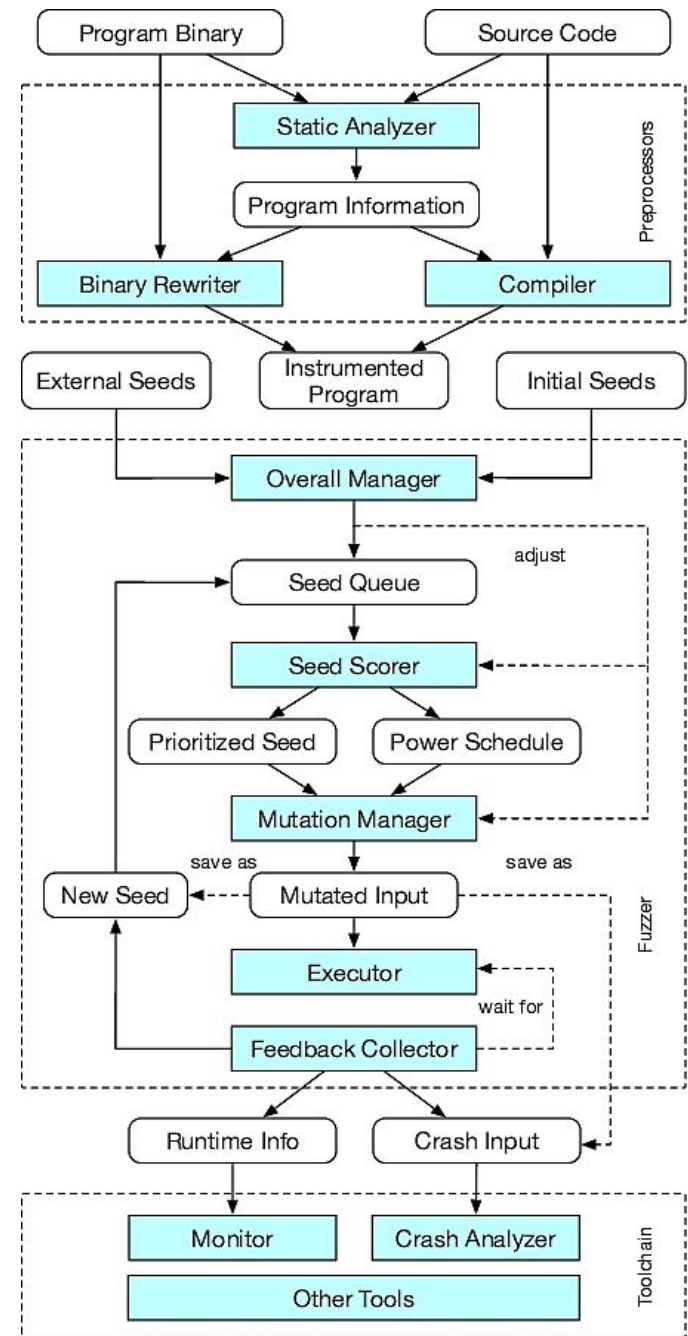 Program Binary
Source Code
Static Analyzer
Preprocessors
Program Information
Binary Rewriter
Compiler
External Seeds
Instrumented
Program
Initial Seeds
Overall Manager
adjust
Seed Queue
Seed Scorer
Prioritized Seed
Power Schedule
Mutation Manager
save as
save as
New Seed
Mutated Input
Fuzzer
Executor
wait for
Feedback Collector
Runtime Info
Crash Input
Monitor
Crash Analyzer
Toolchain
Other Tools